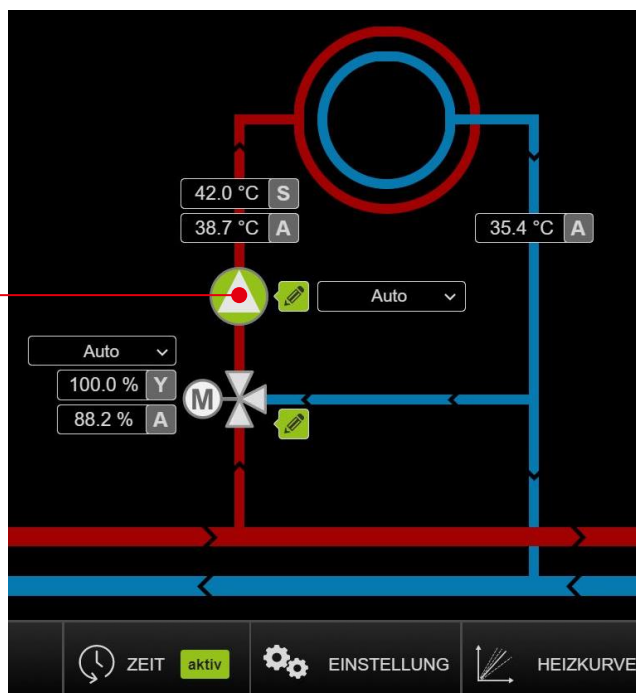 42.0 °C S
38.7 °C A
35.4 °C A
Auto
Auto
100.0 % Y
M
88.2 % A
ZEIT aktiv EINSTELLUNG HEIZKURVE